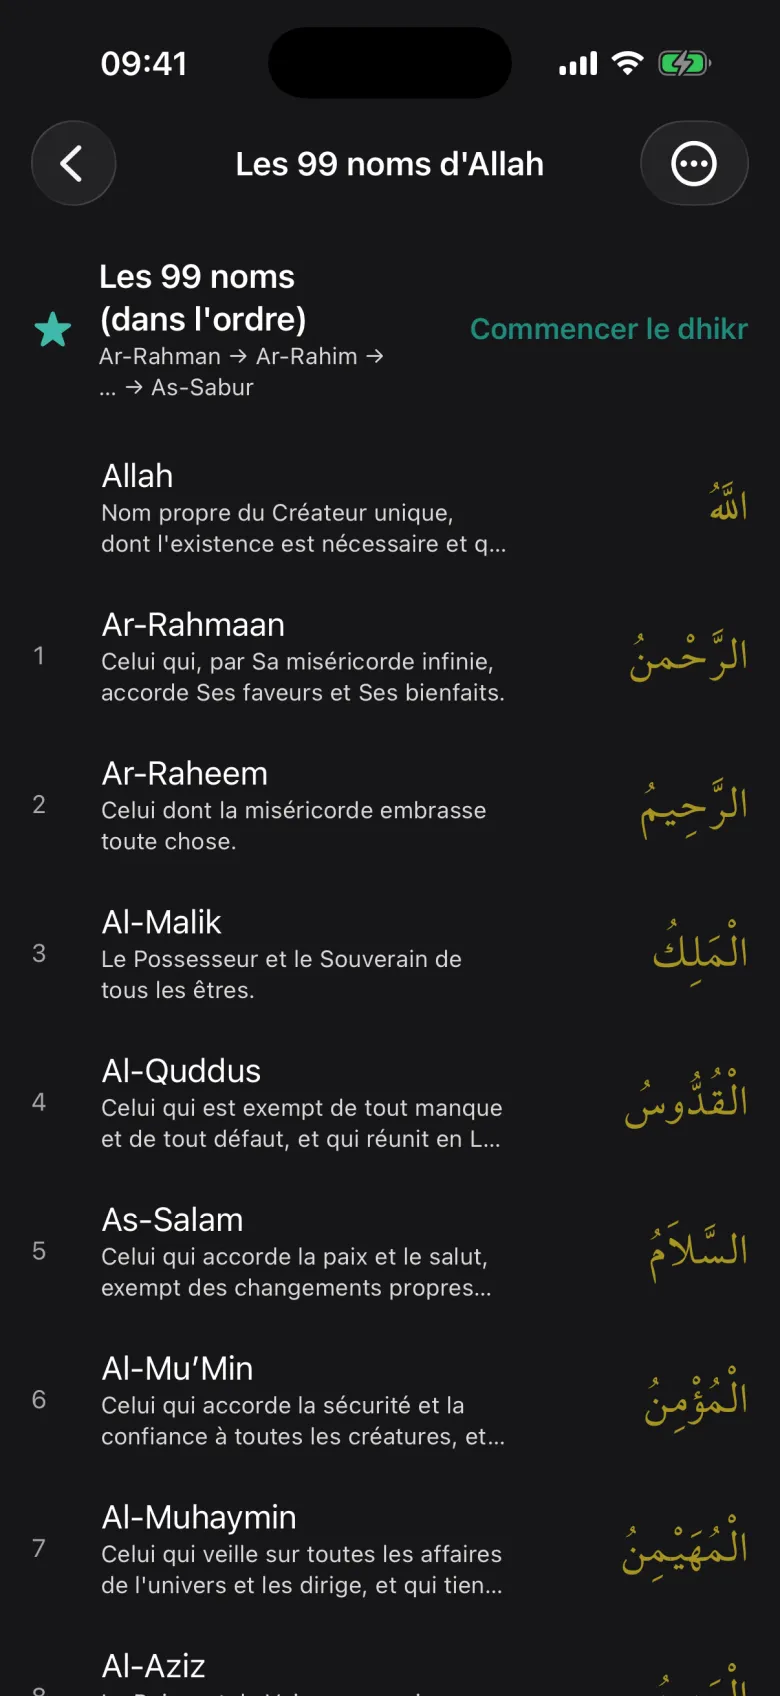 09:41
Les 99 noms d'Allah
Les 99 noms
(dans l'ordre)
Ar-Rahman → Ar-Rahim →
... → As-Sabur
Commencer le dhikr
Allah
Nom propre du Créateur unique,
dont l'existence est nécessaire et q...
اللَّهُ
1
Ar-Rahmaan
Celui qui, par Sa miséricorde infinie,
accorde Ses faveurs et Ses bienfaits.
الرَّحْمنُ
2
Ar-Raheem
Celui dont la miséricorde embrasse
toute chose.
الرَّحِيمُ
3
Al-Malik
Le Possesseur et le Souverain de
tous les êtres.
الْمَلِكُ
4
Al-Quddus
Celui qui est exempt de tout manque
et de tout défaut, et qui réunit en L...
الْقُدُّوسُ
5
As-Salam
Celui qui accorde la paix et le salut,
exempt des changements propres...
السَّلاَمُ
6
Al-Mu’Min
Celui qui accorde la sécurité et la
confiance à toutes les créatures, et...
الْمُؤْمِنُ
7
Al-Muhaymin
Celui qui veille sur toutes les affaires
de l'univers et les dirige, et qui tien...
الْمُهَيْمِنُ
Al-Aziz